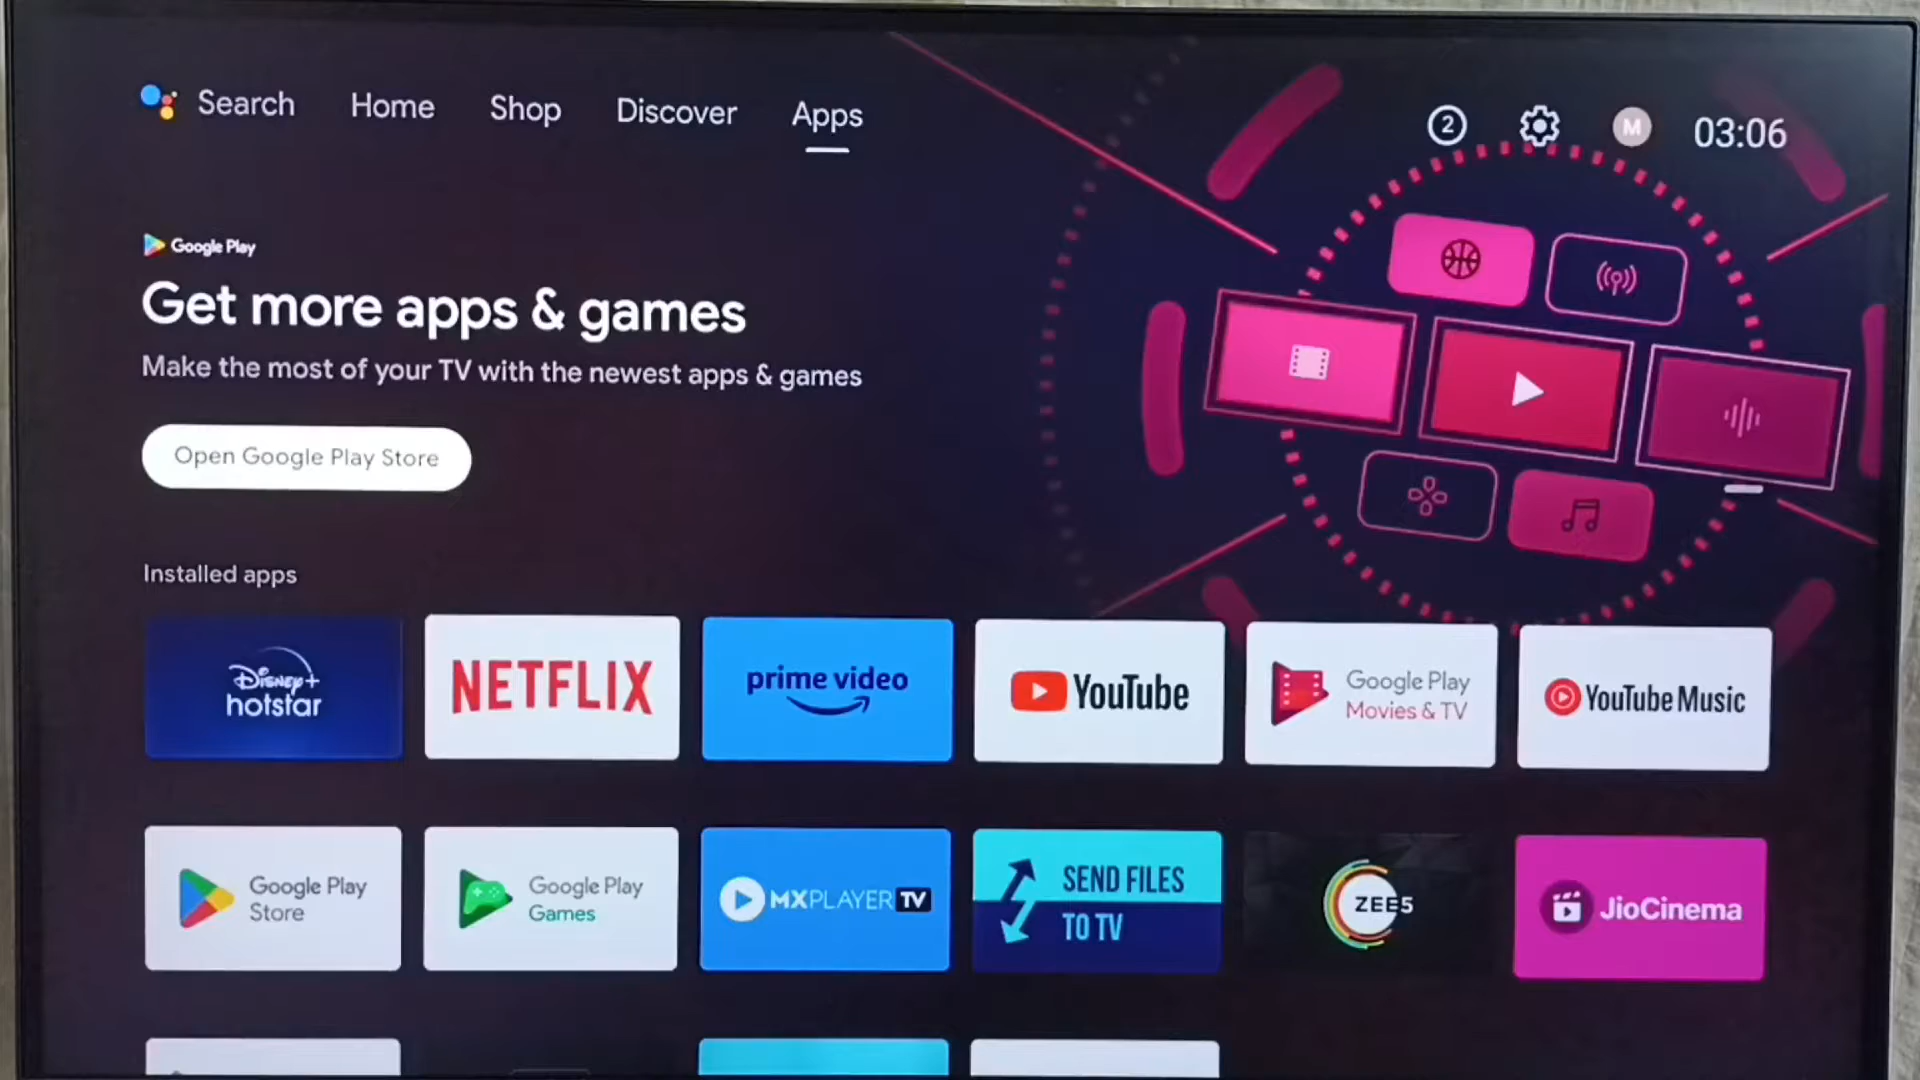 Search Home Shop Discover Apps
2 M 03:06
Google Play
Get more apps & games
Make the most of your TV with the newest apps & games
Open Google Play Store
Installed apps
Disney+
hotstar
NETFLIX
prime video
YouTube
Google Play
Movies & TV
YouTube Music
Google Play
Store
Google Play
Games
MXPLAYER TV
SEND FILES
TO TV
ZEE5
JioCinema